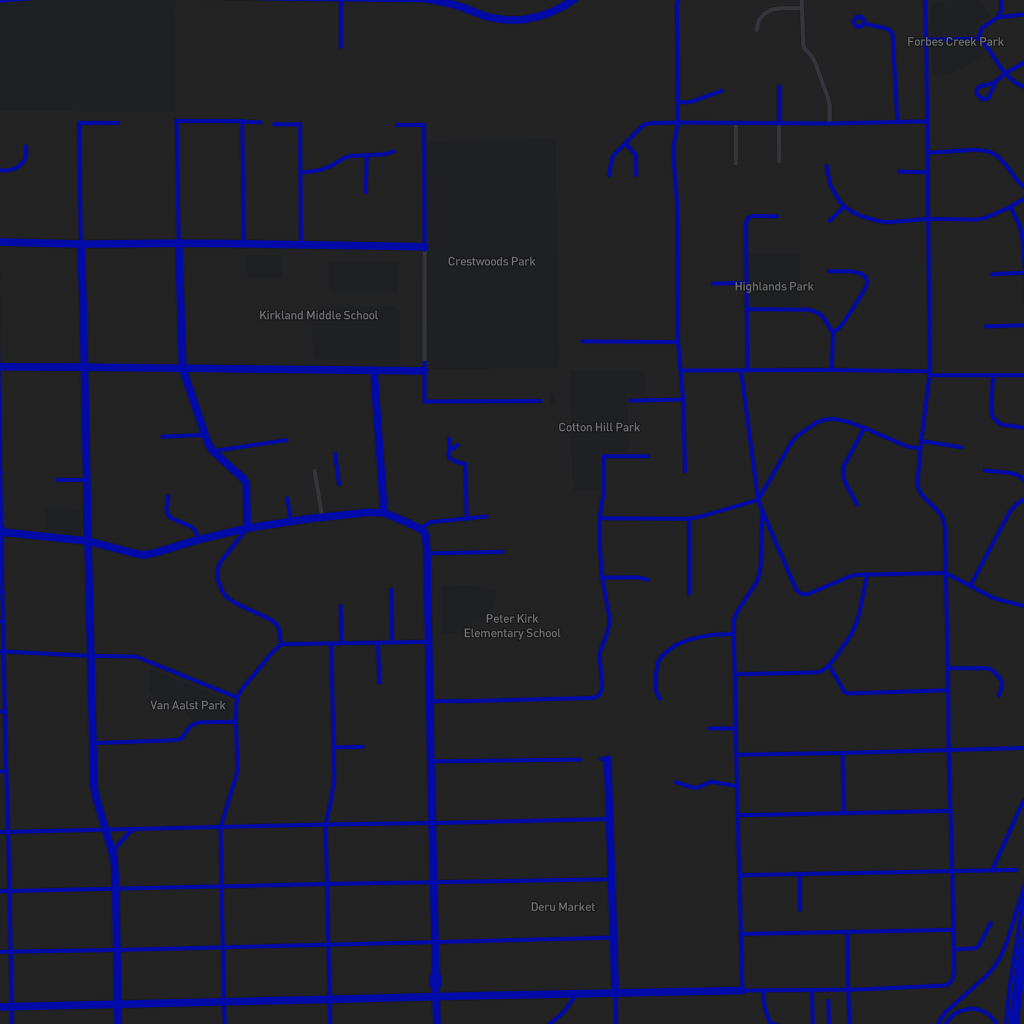 Forbes Creek Park
Crestwoods Park
Highlands Park
Kirkland Middle School
Cotton Hill Park
Peter Kirk
Elementary School
Van Aalst Park
Deru Market